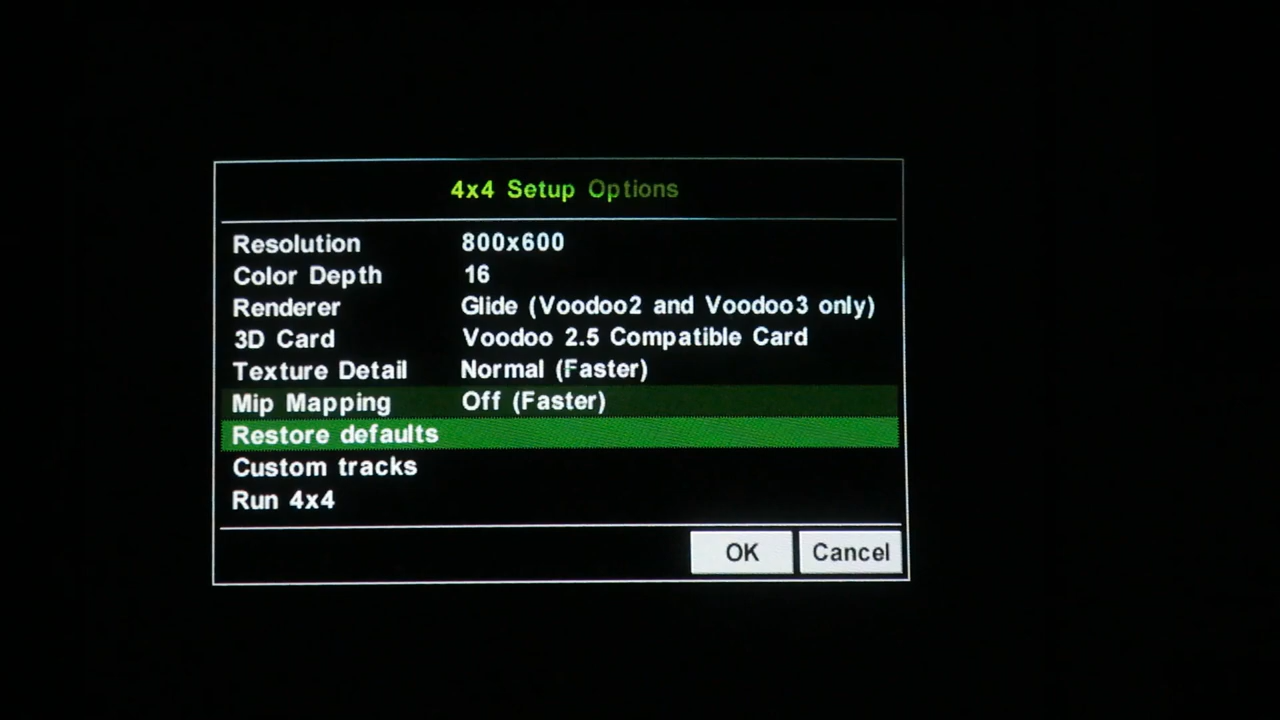 4x4 Setup Options
Resolution 800x600
Color Depth 16
Renderer Glide (Voodoo2 and Voodoo3 only)
3D Card Voodoo 2.5 Compatible Card
Texture Detail Normal (Faster)
Mip Mapping Off (Faster)
Restore defaults
Custom tracks
Run 4x4
OK Cancel